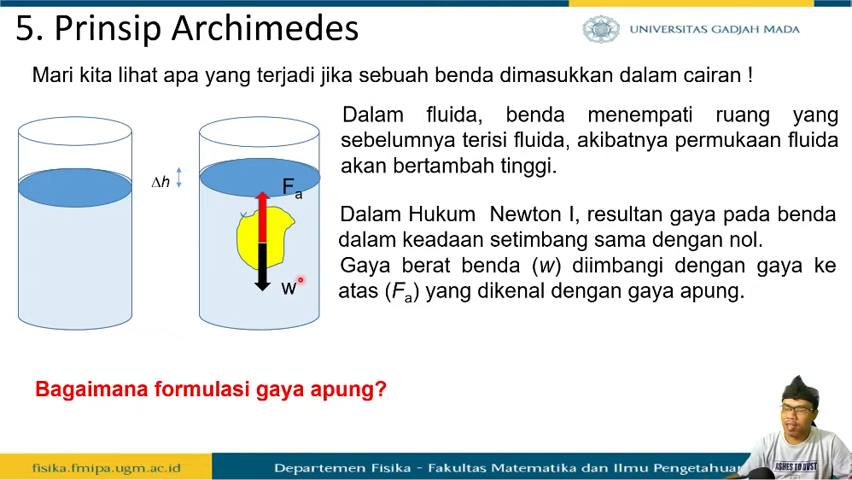 5. Prinsip Archimedes
UNIVERSITAS GADJAH MADA
Mari kita lihat apa yang terjadi jika sebuah benda dimasukkan dalam cairan !
Dalam fluida, benda menempati ruang yang
sebelumnya terisi fluida, akibatnya permukaan fluida
akan bertambah tinggi.
Δh
Fa
w
Dalam Hukum Newton I, resultan gaya pada benda
dalam keadaan setimbang sama dengan nol.
Gaya berat benda (w) diimbangi dengan gaya ke
atas (Fa) yang dikenal dengan gaya apung.
Bagaimana formulasi gaya apung?
ASHES TO DUST
fisika.fmipa.ugm.ac.id
Departemen Fisika - Fakultas Matematika dan Ilmu Pengetahuan